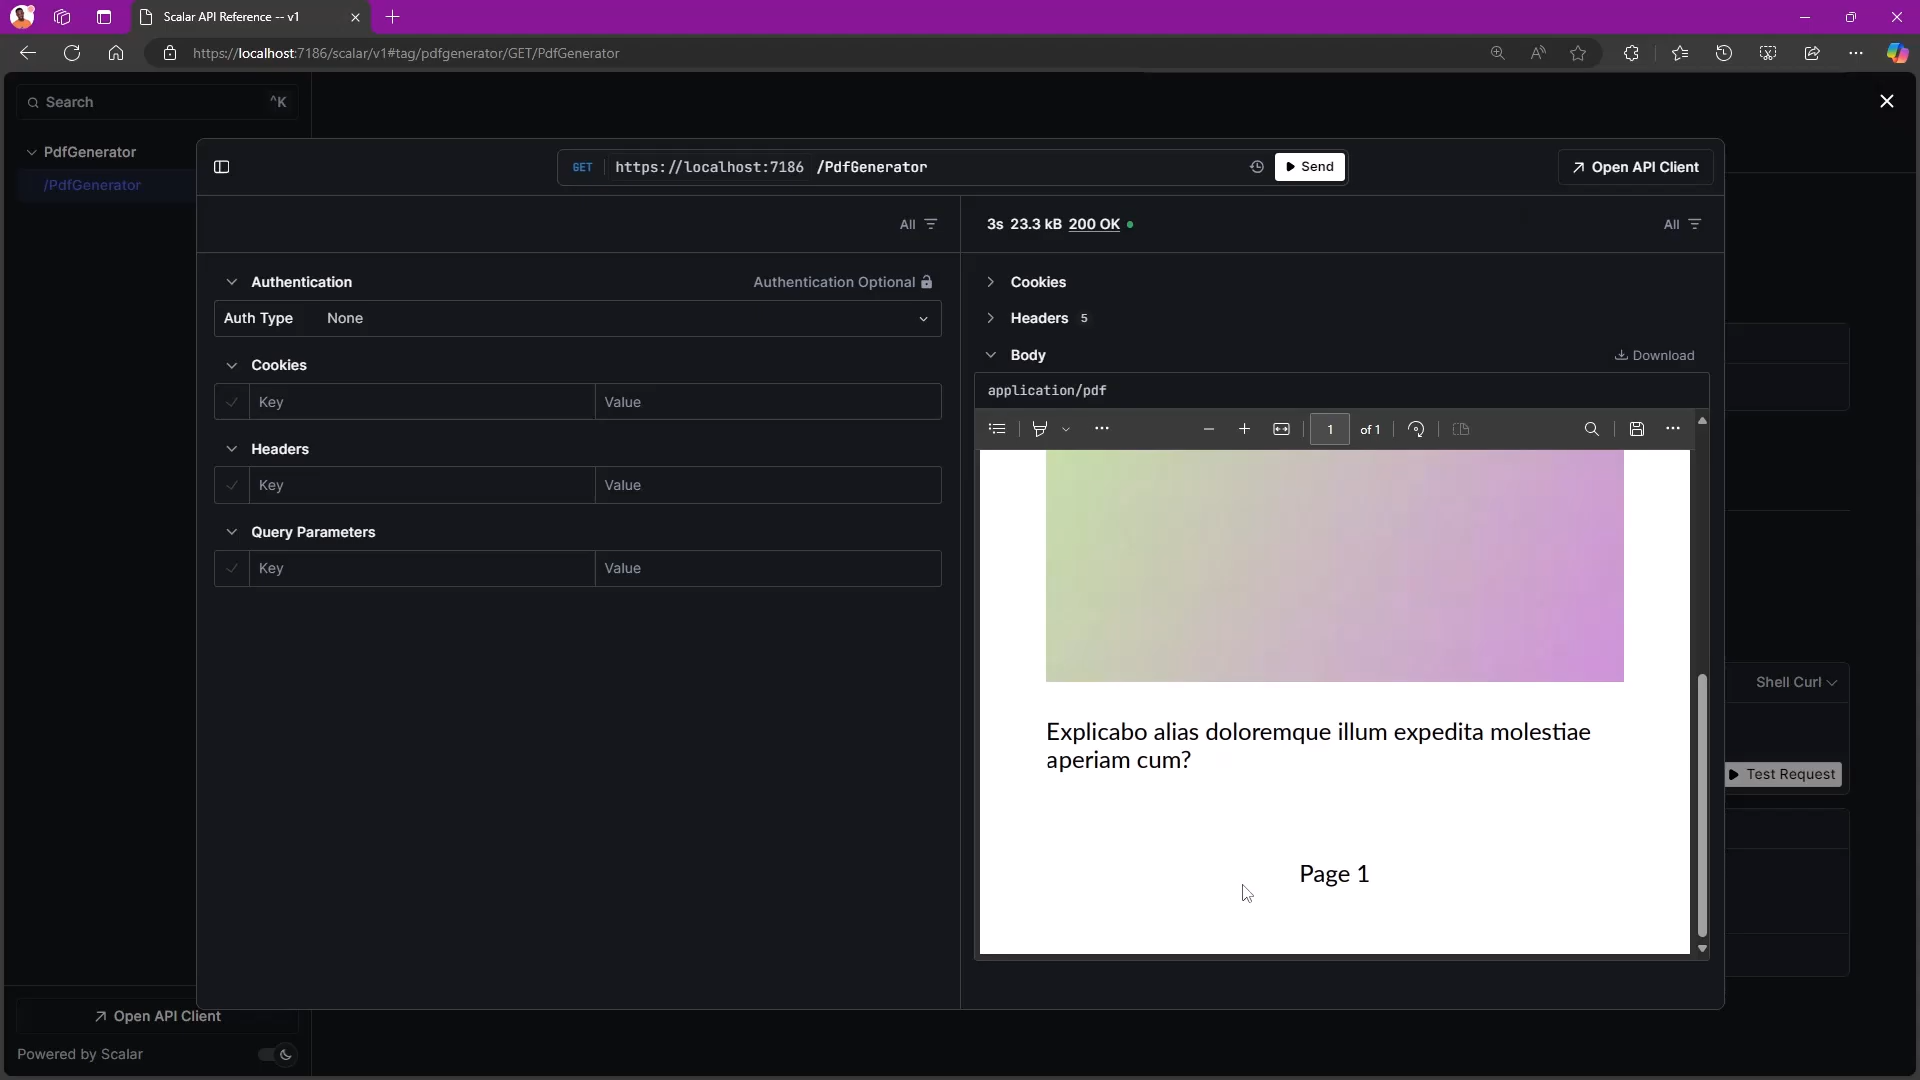 Scalar API Reference -- v1
https://localhost:7186/scalar/v1#tag/pdfgenerator/GET/PdfGenerator
Search
^K
PdfGenerator
/PdfGenerator
GET
https://localhost:7186 /PdfGenerator
Send
Open API Client
All
3s 23.3 kB 200 OK
All
Authentication
Authentication Optional
Auth Type
None
Cookies
Key
Value
Headers
Key
Value
Query Parameters
Key
Value
Cookies
Headers 5
Body
Download
application/pdf
1
of 1
Explicabo alias doloremque illum expedita molestiae
aperiam cum?
Page 1
Shell Curl
Test Request
Open API Client
Powered by Scalar